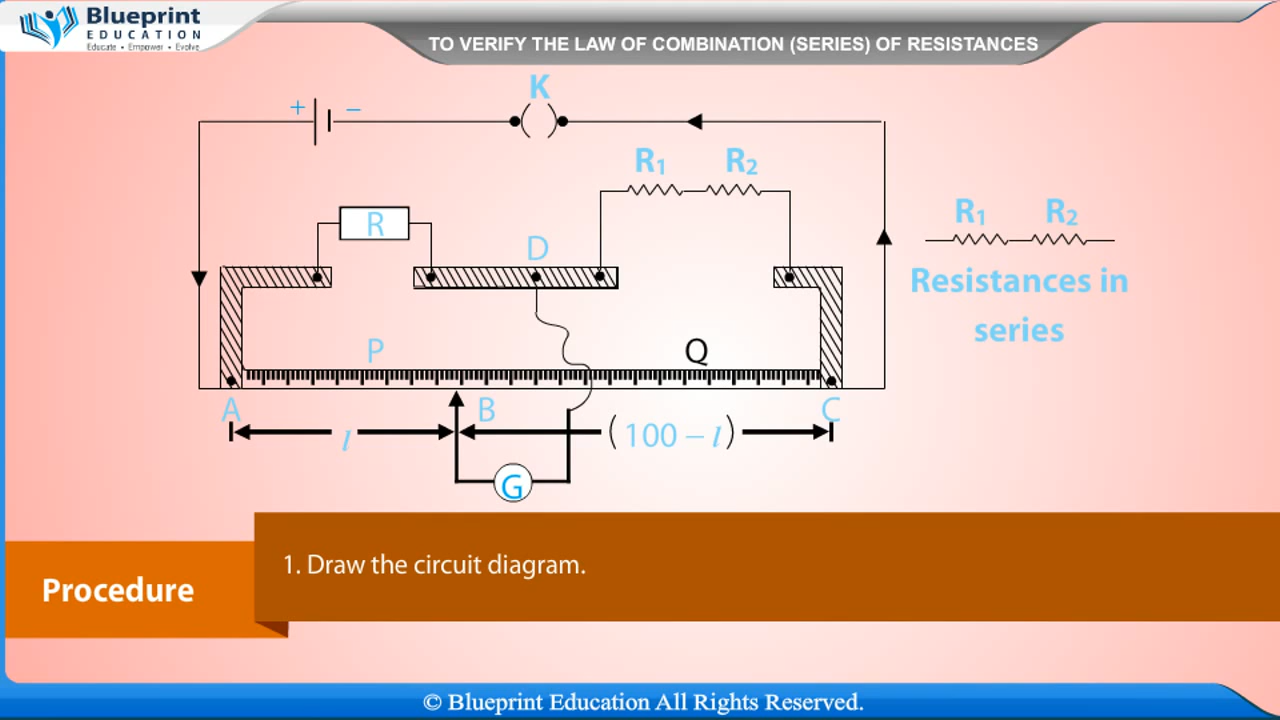 Blueprint
EDUCATION
Educate • Empower • Evolve
TO VERIFY THE LAW OF COMBINATION (SERIES) OF RESISTANCES
K
+ −
R₁ R₂
R
D
R₁ R₂
Resistances in
series
P Q
A B C
l (100 − l)
G
Procedure
1. Draw the circuit diagram.
© Blueprint Education All Rights Reserved.